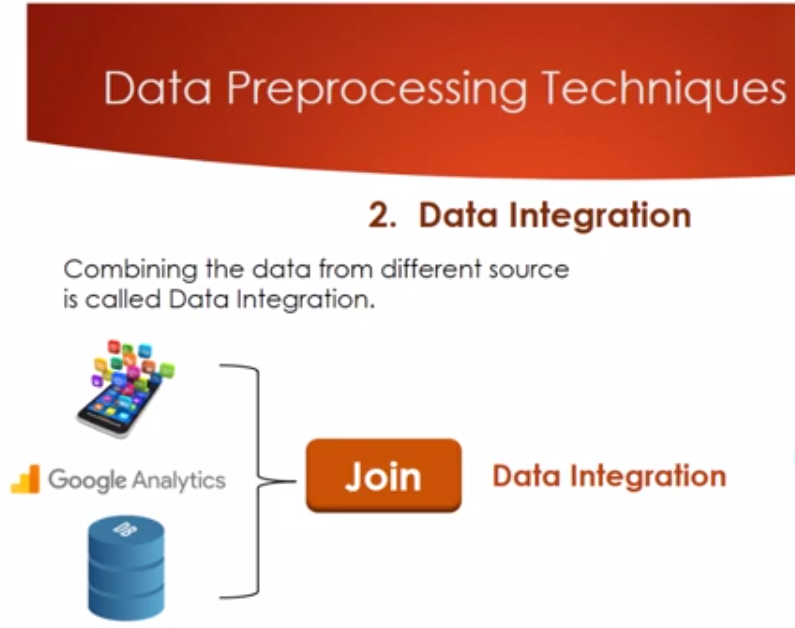 Data Preprocessing Techniques
2. Data Integration
Combining the data from different source
is called Data Integration.
Google Analytics
Join
Data Integration
DB